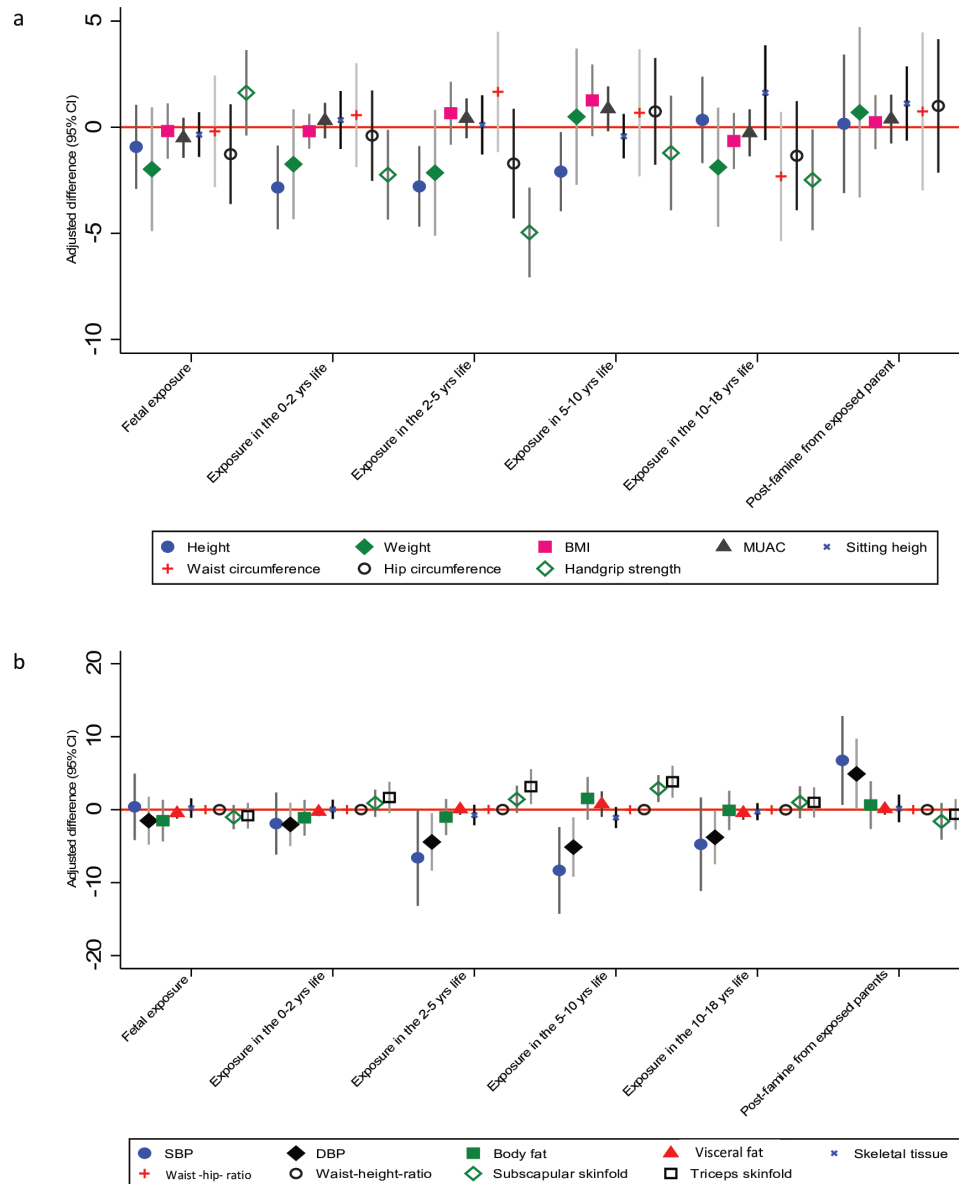 a
5
0
-5
-10
Adjusted difference (95% CI)
Fetal exposure
Exposure in the 0-2 yrs life
Exposure in the 2-5 yrs life
Exposure in 5-10 yrs life
Exposure in the 10-18 yrs life
Post-famine from exposed parent
Height Weight BMI MUAC Sitting heigh
Waist circumference Hip circumference Handgrip strength
b
20
10
0
-10
-20
Adjusted difference (95%CI)
Fetal exposure
Exposure in the 0-2 yrs life
Exposure in the 2-5 yrs life
Exposure in the 5-10 yrs life
Exposure in the 10-18 yrs life
Post-famine from exposed parents
SBP DBP Body fat Visceral fat Skeletal tissue
Waist -hip- ratio Waist-height-ratio Subscapular skinfold Triceps skinfold